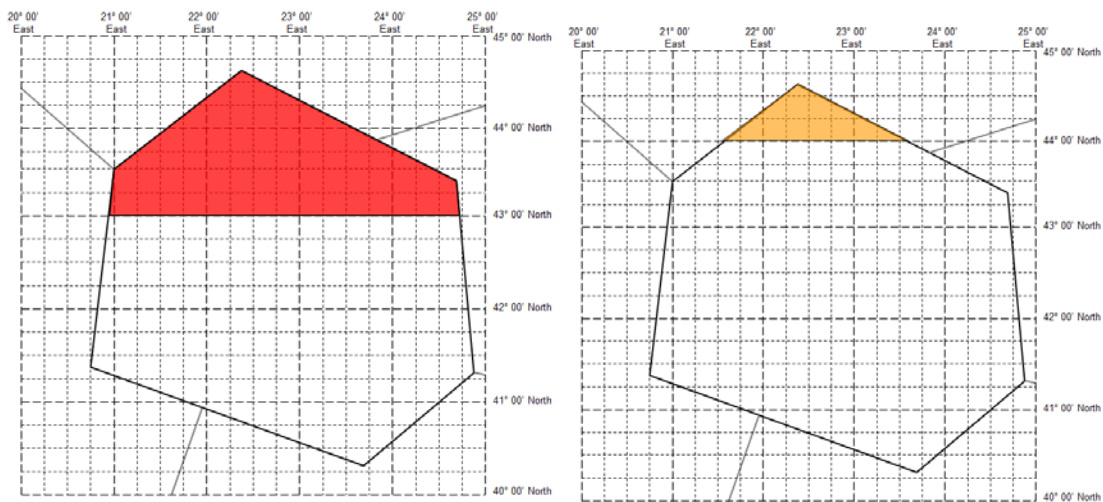 20° 00' East
21° 00' East
22° 00' East
23° 00' East
24° 00' East
25° 00' East
45° 00' North
44° 00' North
43° 00' North
42° 00' North
41° 00' North
40° 00' North
20° 00' East
21° 00' East
22° 00' East
23° 00' East
24° 00' East
25° 00' East
45° 00' North
44° 00' North
43° 00' North
42° 00' North
41° 00' North
40° 00' North